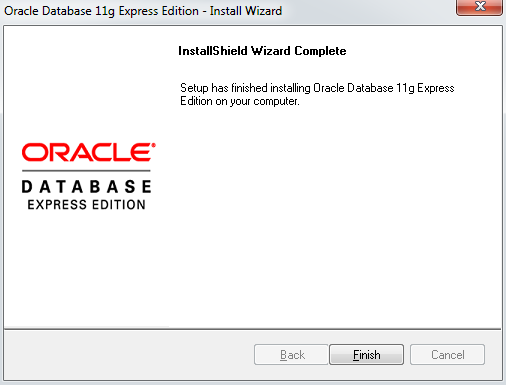 Oracle Database 11g Express Edition - Install Wizard
InstallShield Wizard Complete
Setup has finished installing Oracle Database 11g Express
Edition on your computer.
ORACLE®
DATABASE
EXPRESS EDITION
Back
Finish
Cancel